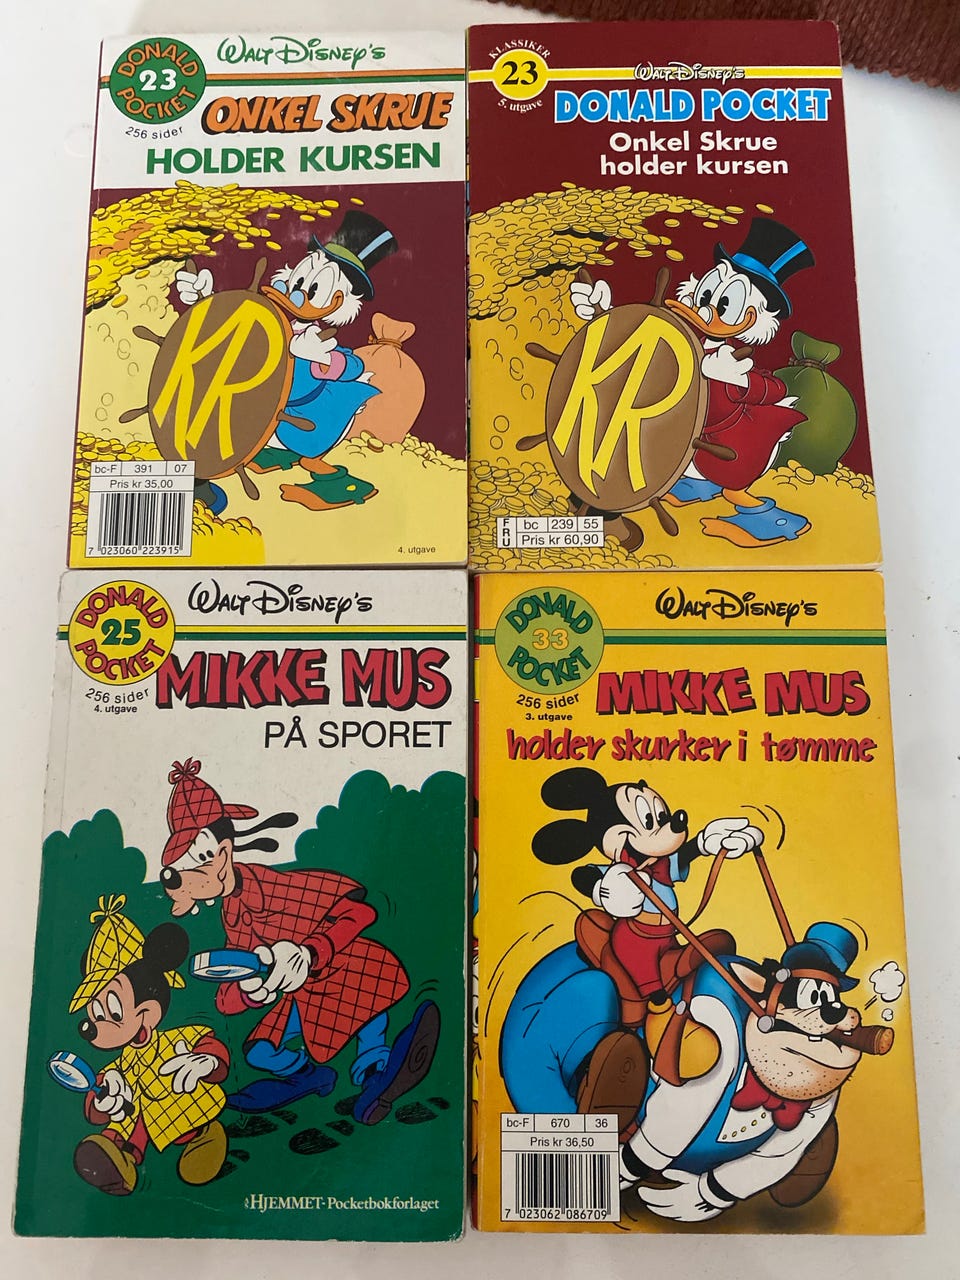 DONALD
23
POCKET
256 sider
WALT DISNEY'S
ONKEL SKRUE
HOLDER KURSEN
KR
bc-F 391 07
Pris kr 35,00
7 023060 223915
4. utgave
KLASSIKER
23
5. utgave
WALT DISNEY'S
DONALD POCKET
Onkel Skrue
holder kursen
KR
FRU
bc 239 55
Pris kr 60,90
DONALD
25
POCKET
256 sider
4. utgave
WALT DISNEY'S
MIKKE MUS
PÅ SPORET
HJEMMET-Pocketbokforlaget
DONALD
33
POCKET
256 sider
3. utgave
WALT DISNEY'S
MIKKE MUS
holder skurker i tømme
bc-F 670 36
Pris kr 36,50
7 023062 086709